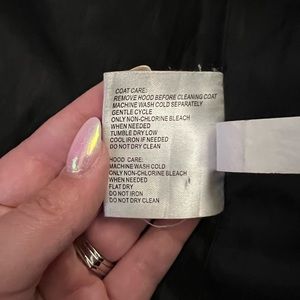 COAT CARE:
REMOVE HOOD BEFORE CLEANING COAT
MACHINE WASH COLD SEPARATELY
GENTLE CYCLE
ONLY NON-CHLORINE BLEACH
WHEN NEEDED
TUMBLE DRY LOW
COOL IRON IF NEEDED
DO NOT DRY CLEAN
HOOD CARE:
MACHINE WASH COLD
ONLY NON-CHLORINE BLEACH
WHEN NEEDED
FLAT DRY
DO NOT IRON
DO NOT DRY CLEAN